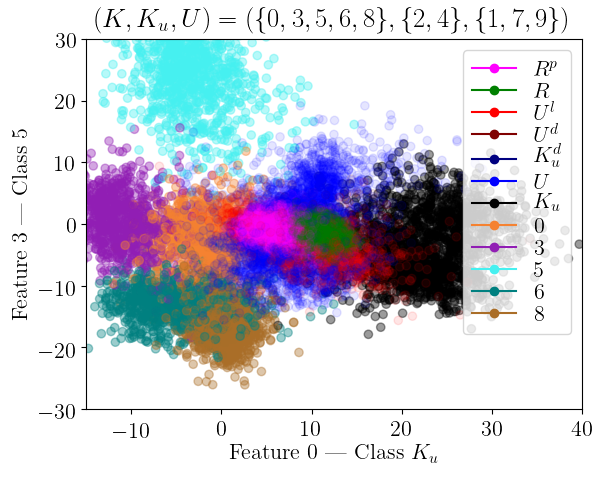 (K, K_u, U) = ({0, 3, 5, 6, 8}, {2, 4}, {1, 7, 9})
30
20
10
0
−10
−20
−30
Feature 3 — Class 5
R^p
R
U^l
U^d
K_u^d
U
K_u
0
3
5
6
8
−10
0
10
20
30
40
Feature 0 — Class K_u